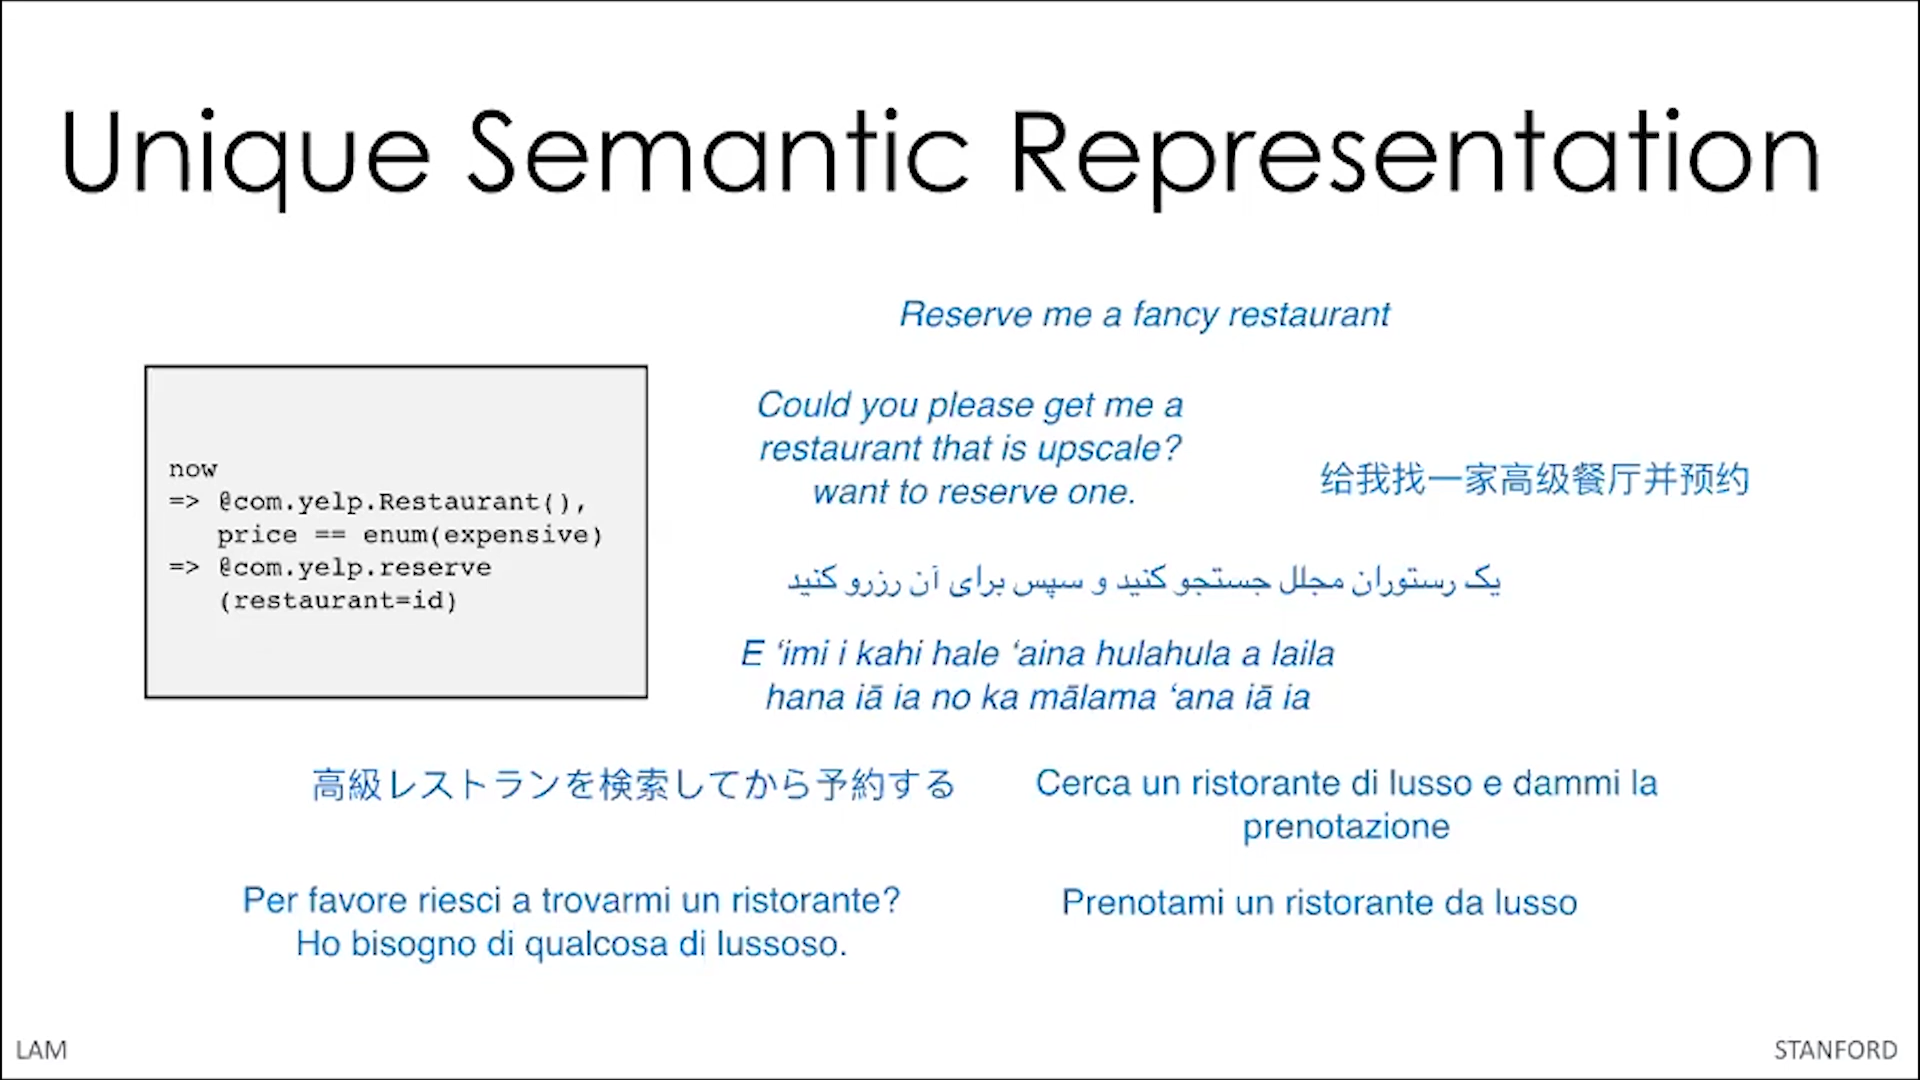 Unique Semantic Representation
Reserve me a fancy restaurant
now
=> @com.yelp.Restaurant(),
price == enum(expensive)
=> @com.yelp.reserve
(restaurant=id)
Could you please get me a
restaurant that is upscale?
want to reserve one.
给我找一家高级餐厅并预约
یک رستوران مجلل جستجو کنید و سپس برای آن رزرو کنید
E ‘imi i kahi hale ‘aina hulahula a laila
hana iā ia no ka mālama ‘ana iā ia
高級レストランを検索してから予約する
Cerca un ristorante di lusso e dammi la
prenotazione
Per favore riesci a trovarmi un ristorante?
Ho bisogno di qualcosa di lussoso.
Prenotami un ristorante da lusso
LAM
STANFORD